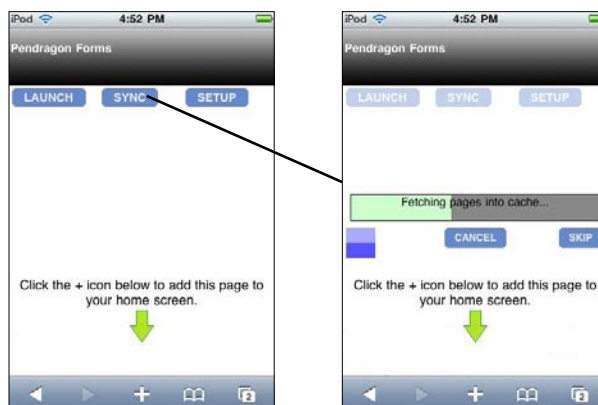 iPod 4:52 PM
Pendragon Forms
LAUNCH SYNC SETUP
Click the + icon below to add this page to
your home screen.
2
iPod 4:52 PM
Pendragon Forms
LAUNCH SYNC SETUP
Fetching pages into cache...
CANCEL SKIP
Click the + icon below to add this page to
your home screen.
2